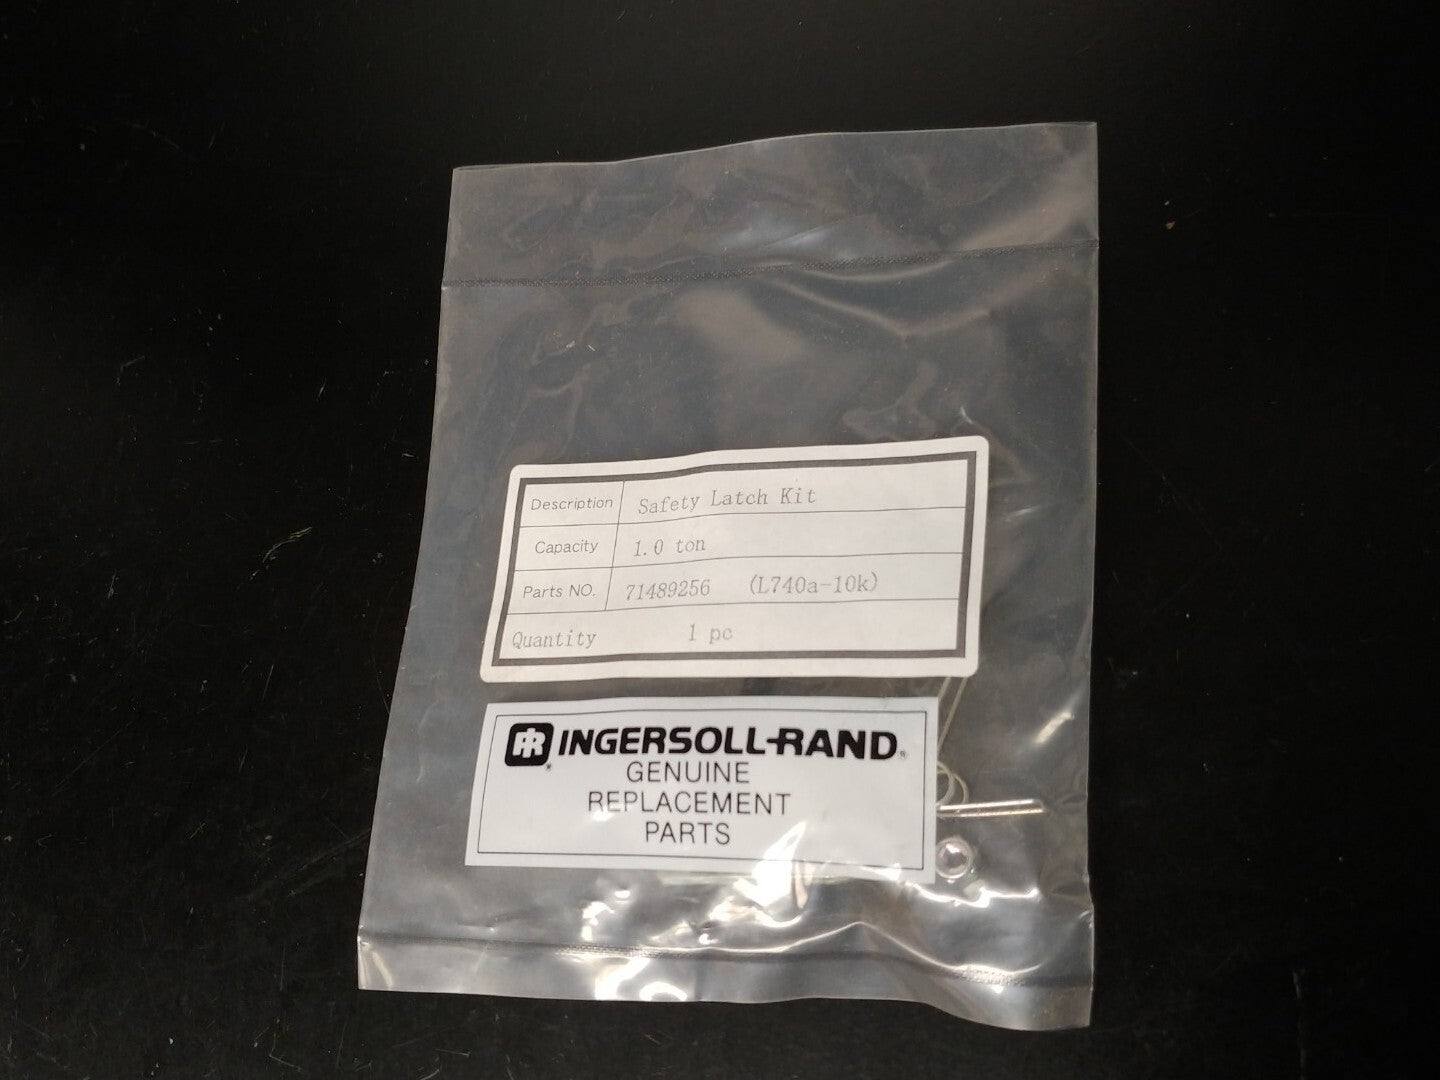 Description Safety Latch Kit
Capacity 1.0 ton
Parts NO. 71489256 (L740a-10k)
Quantity 1 pc
IR INGERSOLL-RAND®
GENUINE
REPLACEMENT
PARTS